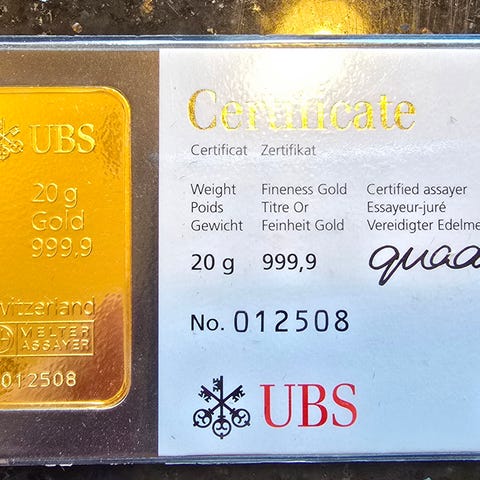 UBS
20 g
Gold
999,9
witzerland
MELTER
ASSAYER
012508
Certificate
Certificat Zertifikat
Weight Fineness Gold Certified assayer
Poids Titre Or Essayeur-juré
Gewicht Feinheit Gold Vereidigter Edelme
20 g 999,9
No. 012508
UBS